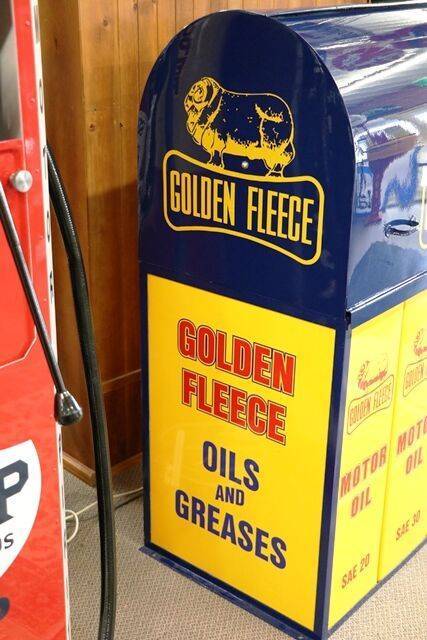 GOLDEN FLEECE
GOLDEN
FLEECE
OILS
AND
GREASES
GOLDEN FLEECE
MOTOR
OIL
SAE 20
MOTOR
OIL
SAE 30
P